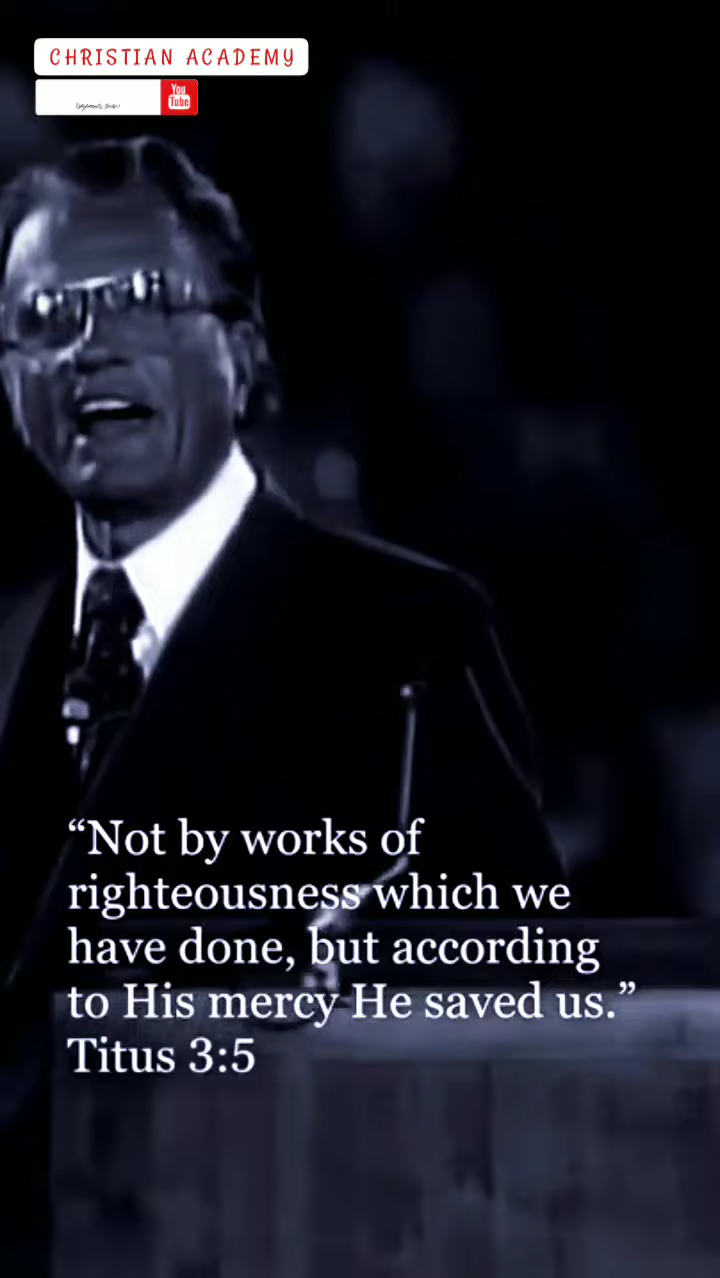 CHRISTIAN ACADEMY
You
Tube
“Not by works of
righteousness which we
have done, but according
to His mercy He saved us.”
Titus 3:5